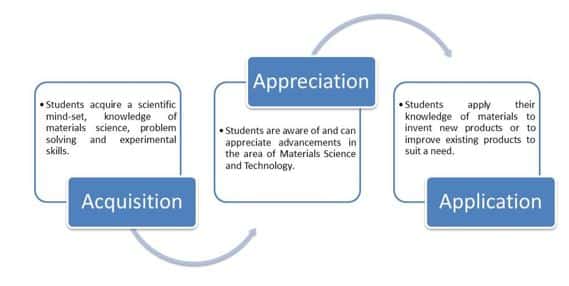 • Students acquire a scientific
mind-set, knowledge of
materials science, problem
solving and experimental
skills.
Acquisition
Appreciation
• Students are aware of and can
appreciate advancements in
the area of Materials Science
and Technology.
• Students apply their
knowledge of materials to
invent new products or to
improve existing products to
suit a need.
Application